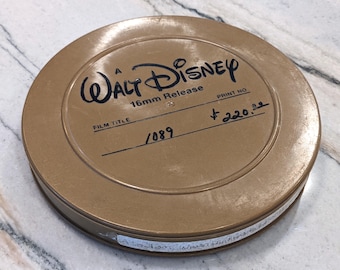 A
WALT DISNEY
16mm Release
FILM TITLE PRINT NO.
1089 $220.00